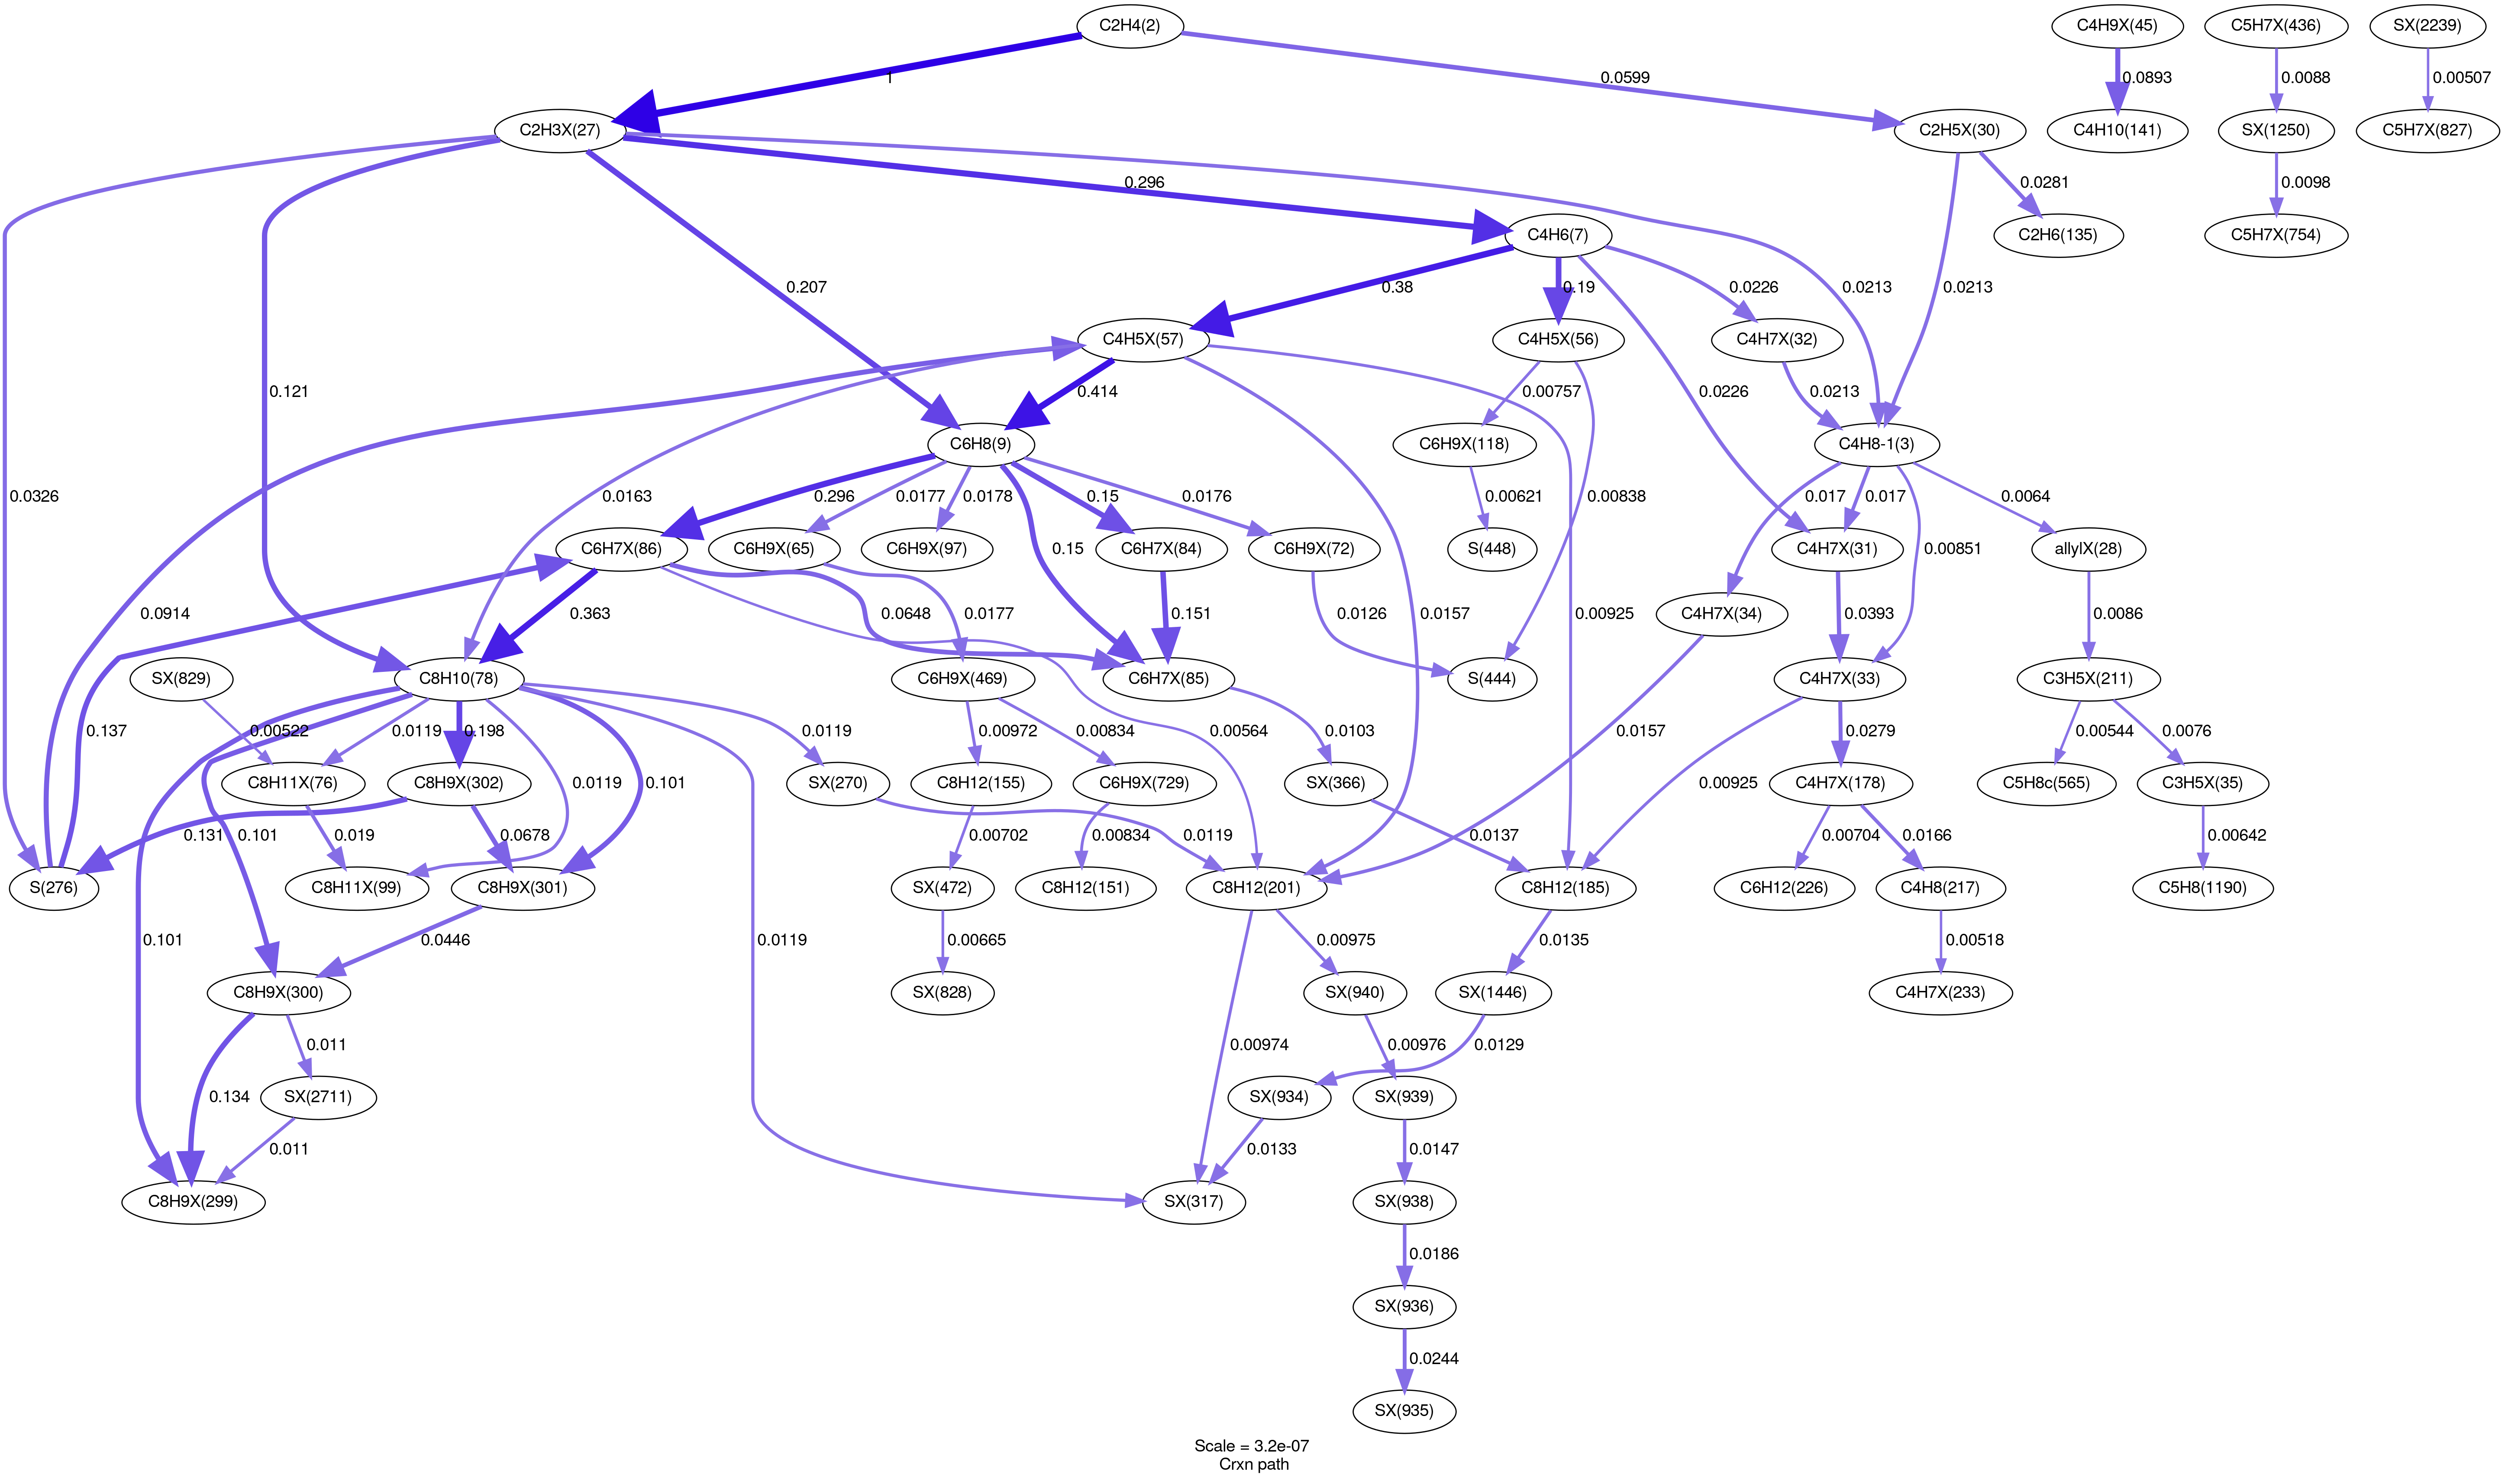 C2H4(2)
C4H9X(45)
C5H7X(436)
SX(2239)
1
0.0599
0.0893
0.0088
0.00507
C2H3X(27)
C2H5X(30)
C4H10(141)
SX(1250)
C5H7X(827)
0.296
0.0281
0.0098
C4H6(7)
C2H6(135)
C5H7X(754)
0.207
0.38
0.19
0.0226
0.0213
0.0213
C4H5X(57)
C4H5X(56)
C4H7X(32)
0.0326
0.121
0.414
0.00757
0.0226
0.0213
C6H8(9)
C6H9X(118)
C4H8-1(3)
0.0163
0.296
0.0177
0.0178
0.15
0.0176
0.00621
0.00838
0.017
0.017
0.0064
C6H7X(86)
C6H9X(65)
C6H9X(97)
C6H7X(84)
C6H9X(72)
S(448)
C4H7X(31)
allylX(28)
0.15
0.00851
0.0914
0.363
0.0648
0.0177
0.151
0.0126
0.0157
0.00925
0.0393
0.0086
C4H7X(34)
0.137
SX(829)
C8H10(78)
C6H9X(469)
C6H7X(85)
S(444)
C4H7X(33)
C3H5X(211)
0.00522
0.0119
0.198
0.0119
0.0119
0.00972
0.00834
0.00564
0.0103
0.0157
0.0279
0.00544
0.0076
C8H11X(76)
C8H9X(302)
0.101
SX(270)
C8H12(155)
C6H9X(729)
SX(366)
C4H7X(178)
C5H8c(565)
C3H5X(35)
0.101
0.131
0.019
0.0678
0.00702
0.00834
0.0119
0.0137
0.00925
0.00704
0.0166
0.00642
S(276)
C8H11X(99)
C8H9X(301)
SX(472)
C8H12(151)
C8H12(201)
C8H12(185)
C6H12(226)
C4H8(217)
C5H8(1190)
0.101
0.0446
0.0119
0.00665
0.00975
0.0135
0.00518
C8H9X(300)
SX(828)
SX(940)
SX(1446)
C4H7X(233)
0.011
0.00974
0.00976
0.0129
0.134
SX(2711)
SX(934)
SX(939)
0.011
0.0133
0.0147
C8H9X(299)
SX(317)
SX(938)
0.0186
SX(936)
0.0244
SX(935)
Scale = 3.2e-07
Crxn path